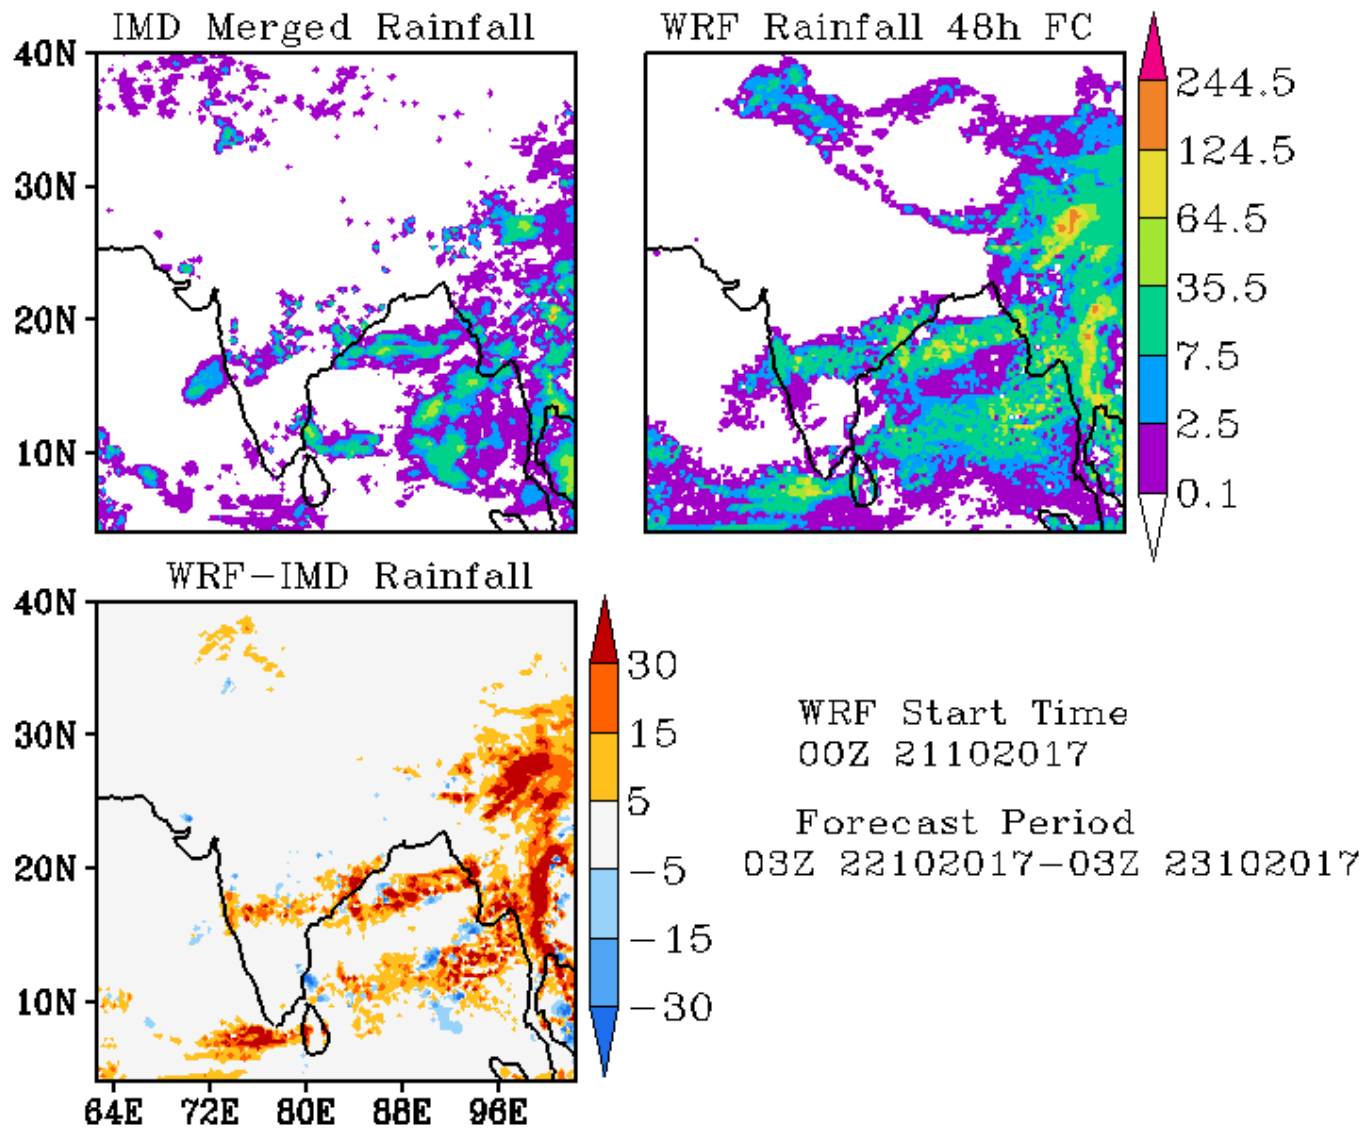 IMD Merged Rainfall
WRF Rainfall 48h FC
40N
30N
20N
10N
244.5
124.5
64.5
35.5
7.5
2.5
0.1
WRF-IMD Rainfall
40N
30N
20N
10N
64E 72E 80E 88E 96E
30
15
5
-5
-15
-30
WRF Start Time
00Z 21102017
Forecast Period
03Z 22102017-03Z 23102017